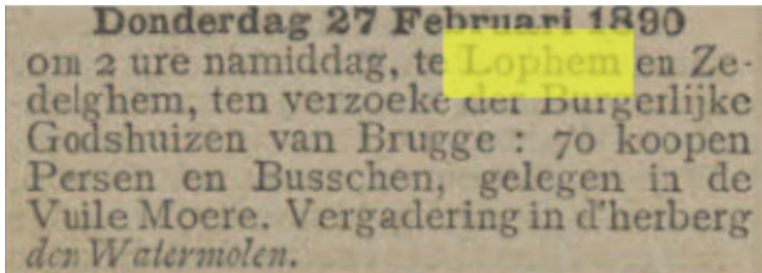 Donderdag 27 Februari 1890
om 2 ure namiddag, te Lophem en Ze-
delghem, ten verzoeke der Burgerlijke
Godshuizen van Brugge : 70 koopen
Persen en Busschen, gelegen in de
Vuile Moere. Vergadering in d'herberg
den Watermolen.